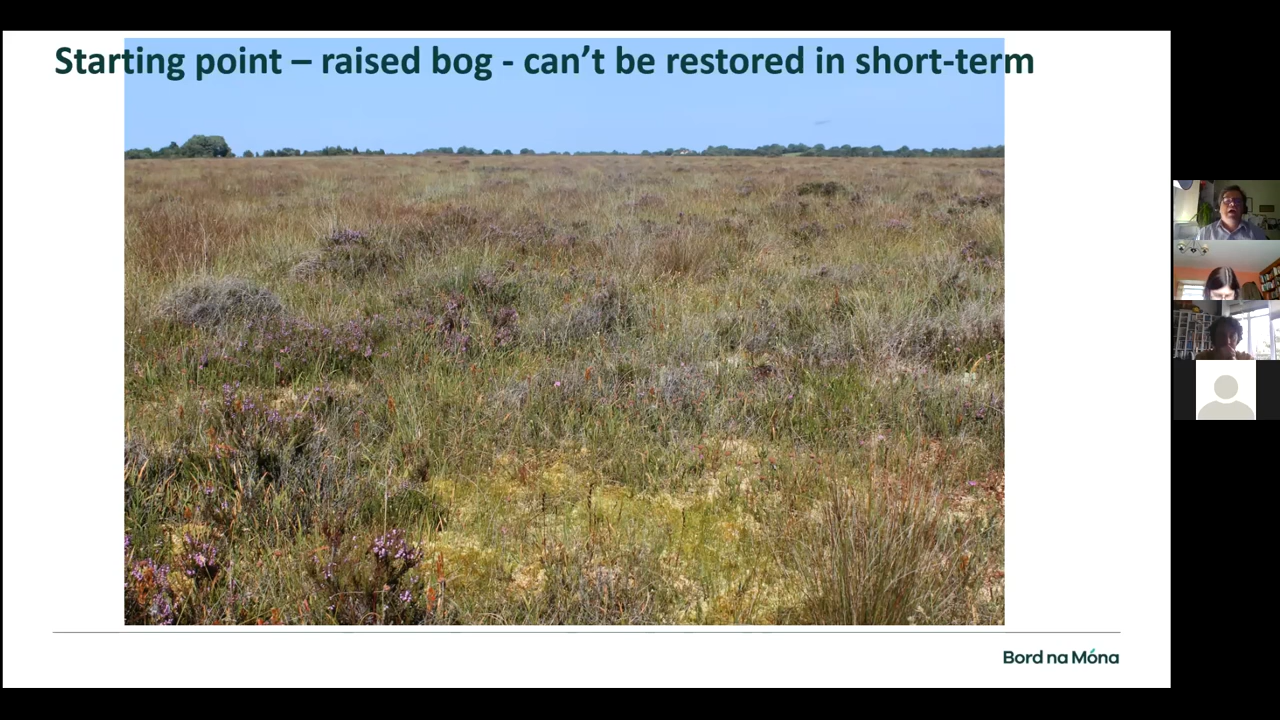 Starting point – raised bog - can’t be restored in short-term
Bord na Móna